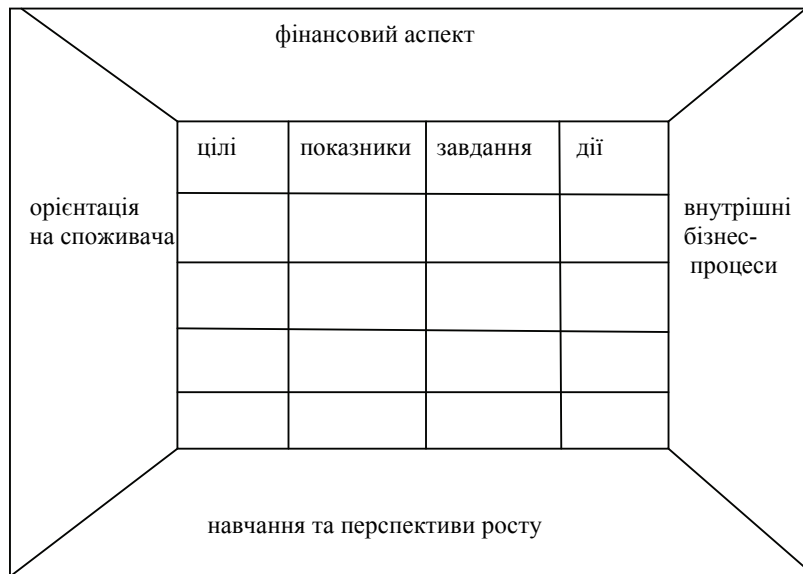 фінансовий аспект
цілі показники завдання дії
орієнтація
на споживача
внутрішні
бізнес-
процеси
навчання та перспективи росту